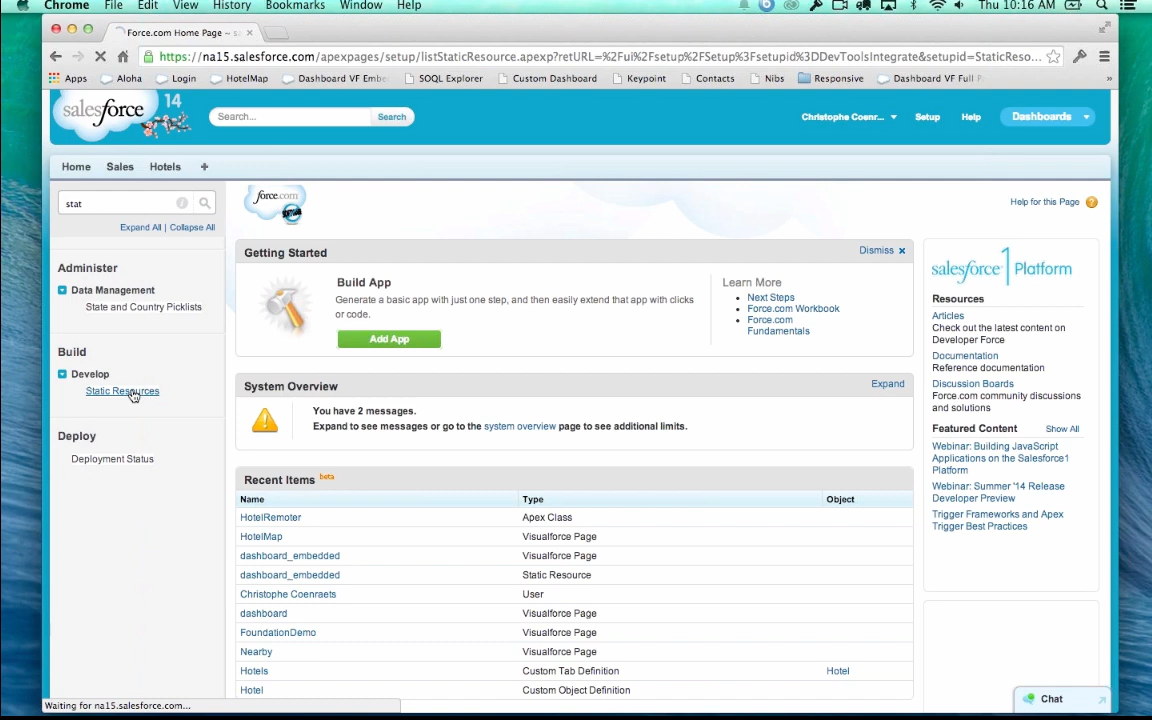 Chrome File Edit View History Bookmarks Window Help Thu 10:16 AM
Force.com Home Page ~ s
https://na15.salesforce.com/apexpages/setup/listStaticResource.apexp?retURL=%2Fui%2Fsetup%2FSetup%3Fsetupid%3DDevToolsIntegrate&setupid=StaticReso...
Apps Aloha Login HotelMap Dashboard VF Embe SOQL Explorer Custom Dashboard Keypoint Contacts Nibs Responsive Dashboard VF Full P »
salesforce 14
Search... Search Christophe Coenr... Setup Help Dashboards
Home Sales Hotels +
stat
Expand All | Collapse All
Administer
Data Management
State and Country Picklists
Build
Develop
Static Resources
Deploy
Deployment Status
force.com
Help for this Page ?
Getting Started Dismiss x
Build App
Generate a basic app with just one step, and then easily extend that app with clicks
or code.
Add App
Learn More
• Next Steps
• Force.com Workbook
• Force.com
Fundamentals
System Overview Expand
You have 2 messages.
Expand to see messages or go to the system overview page to see additional limits.
Recent Items beta
Name Type Object
HotelRemoter Apex Class
HotelMap Visualforce Page
dashboard_embedded Visualforce Page
dashboard_embedded Static Resource
Christophe Coenraets User
dashboard Visualforce Page
FoundationDemo Visualforce Page
Nearby Visualforce Page
Hotels Custom Tab Definition Hotel
Hotel Custom Object Definition
salesforce1 Platform
Resources
Articles
Check out the latest content on
Developer Force
Documentation
Reference documentation
Discussion Boards
Force.com community discussions
and solutions
Featured Content Show All
Webinar: Building JavaScript
Applications on the Salesforce1
Platform
Webinar: Summer '14 Release
Developer Preview
Trigger Frameworks and Apex
Trigger Best Practices
Chat
Waiting for na15.salesforce.com...